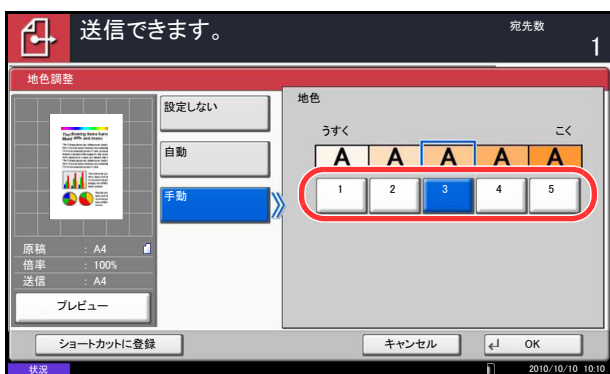 送信できます。
宛先数
1
地色調整
設定しない
自動
手動
地色
うすく
こく
A A A A A
1 2 3 4 5
原稿 : A4
倍率 : 100%
送信 : A4
プレビュー
ショートカットに登録
キャンセル
OK
状況
2010/10/10 10:10